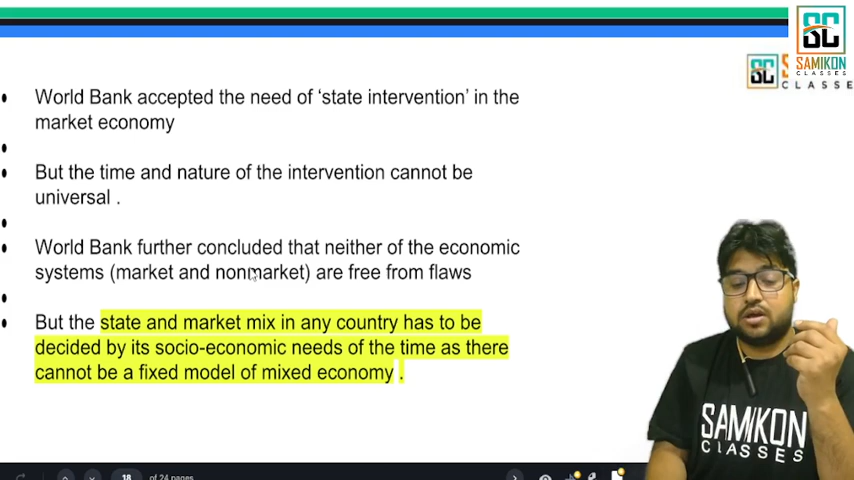 SC
SAMIKON
CLASSES
SC S
CLASSE
World Bank accepted the need of ‘state intervention’ in the
market economy
But the time and nature of the intervention cannot be
universal .
World Bank further concluded that neither of the economic
systems (market and nonmarket) are free from flaws
But the state and market mix in any country has to be
decided by its socio-economic needs of the time as there
cannot be a fixed model of mixed economy .
SAMIKON
CLASSES
18 of 24 pages